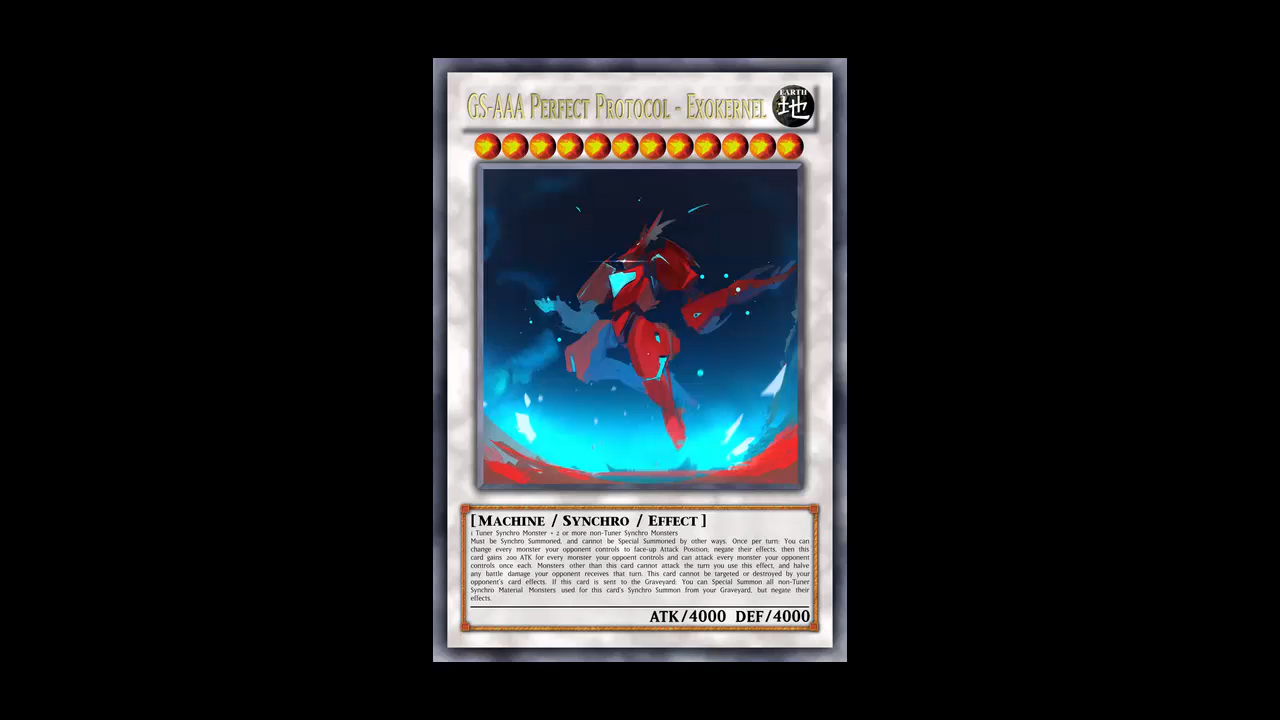 GS-AAA Perfect Protocol - Exokernel
EARTH
地
[Machine / Synchro / Effect]
1 Tuner Synchro Monster + 2 or more non-Tuner Synchro Monsters
Must be Synchro Summoned, and cannot be Special Summoned by other ways. Once per turn: You can
change every monster your opponent controls to face-up Attack Position; negate their effects, then this
card gains 200 ATK for every monster your oppoent controls and can attack every monster your opponent
controls once each. Monsters other than this card cannot attack the turn you use this effect, and halve
any battle damage your opponent receives that turn. This card cannot be targeted or destroyed by your
opponent's card effects. If this card is sent to the Graveyard: You can Special Summon all non-Tuner
Synchro Material Monsters used for this card's Synchro Summon from your Graveyard, but negate their
effects.
ATK/4000 DEF/4000